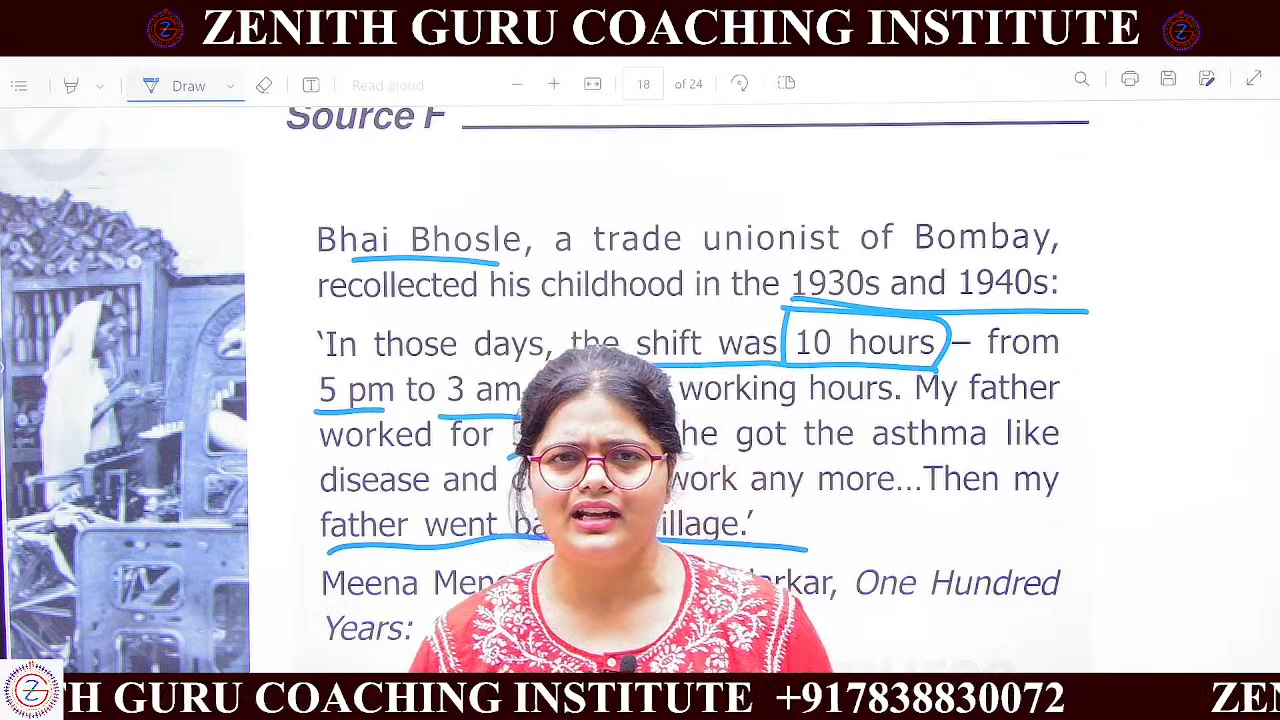 ZENITH GURU COACHING INSTITUTE
Draw
Read aloud
18 of 24
Source F
Bhai Bhosle, a trade unionist of Bombay,
recollected his childhood in the 1930s and 1940s:
‘In those days, the shift was 10 hours – from
5 pm to 3 am working hours. My father
worked for he got the asthma like
disease and work any more...Then my
father went illage.’
Meena One Hundred
Years:
TH GURU COACHING INSTITUTE +917838830072 ZEN